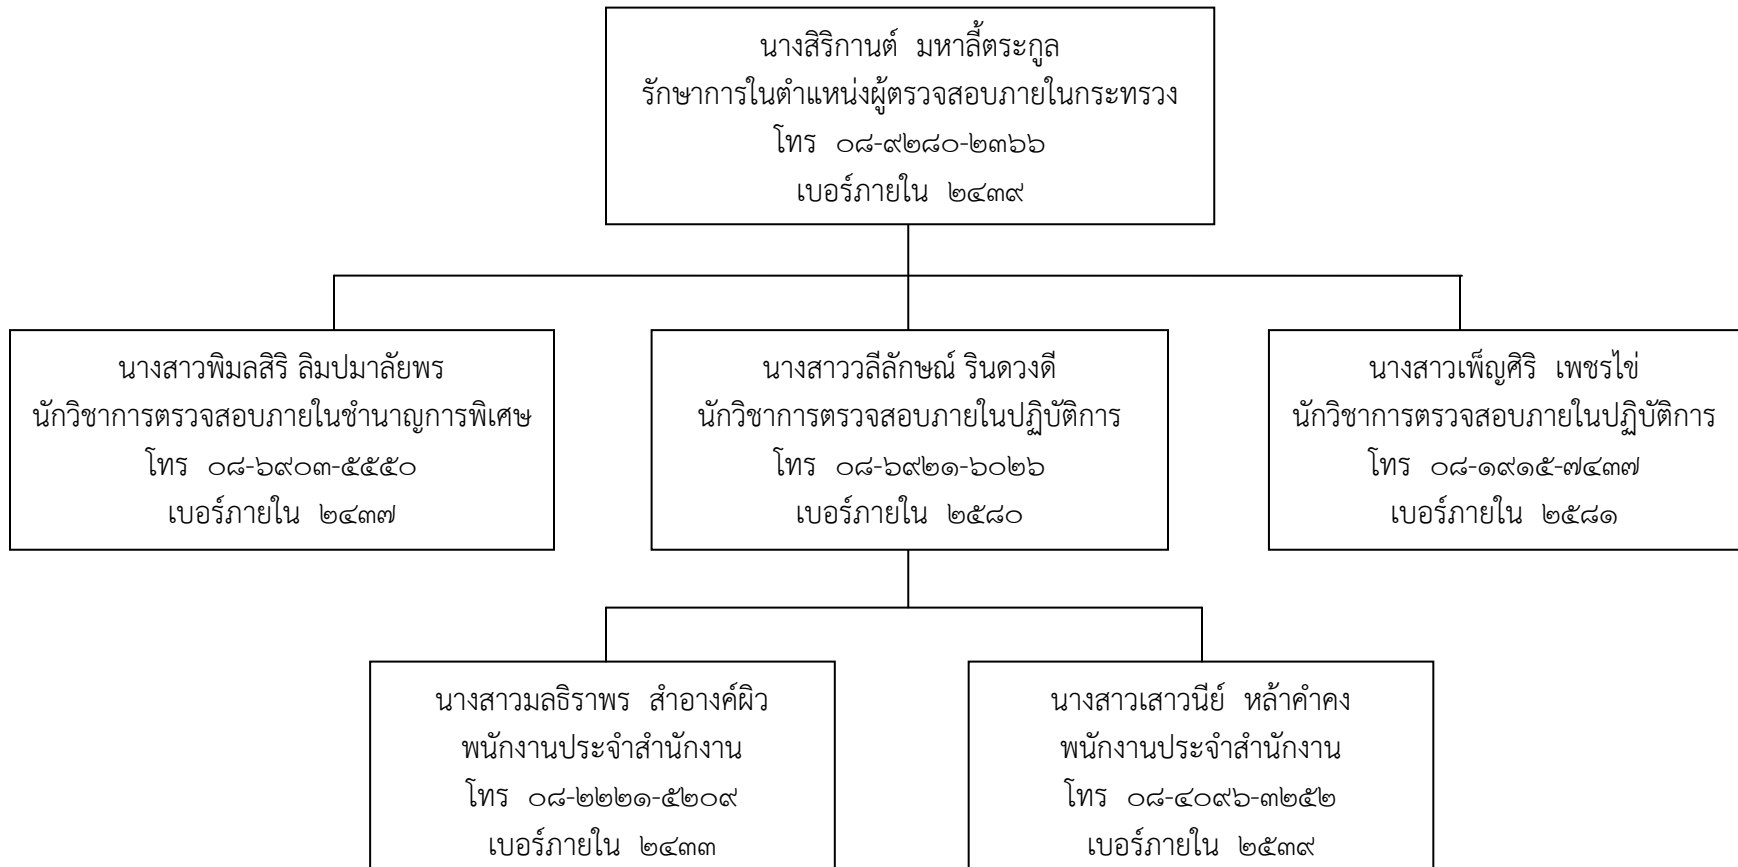 นางสิริกานต์ มหาลี้ตระกูล
รักษาการในตำแหน่งผู้ตรวจสอบภายในกระทรวง
โทร ๐๘-๙๒๘๐-๒๓๖๖
เบอร์ภายใน ๒๔๓๙
นางสาวพิมลสิริ ลิมปมาลัยพร
นักวิชาการตรวจสอบภายในชำนาญการพิเศษ
โทร ๐๘-๖๙๐๓-๕๕๕๐
เบอร์ภายใน ๒๔๓๗
นางสาววลีลักษณ์ รินดวงดี
นักวิชาการตรวจสอบภายในปฏิบัติการ
โทร ๐๘-๖๙๒๑-๖๐๒๖
เบอร์ภายใน ๒๕๘๐
นางสาวเพ็ญศิริ เพชรไข่
นักวิชาการตรวจสอบภายในปฏิบัติการ
โทร ๐๘-๑๙๑๕-๗๔๓๗
เบอร์ภายใน ๒๕๘๑
นางสาวมลธิราพร สำอางค์ผิว
พนักงานประจำสำนักงาน
โทร ๐๘-๒๒๒๑-๕๒๐๙
เบอร์ภายใน ๒๔๓๓
นางสาวเสาวนีย์ หล้าคำคง
พนักงานประจำสำนักงาน
โทร ๐๘-๔๐๙๖-๓๒๕๒
เบอร์ภายใน ๒๕๓๙